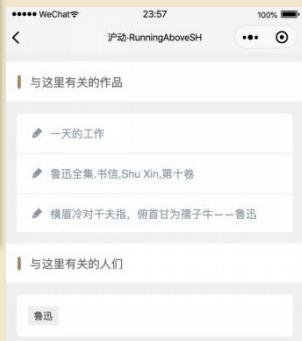 WeChat 23:57 100%
沪动·RunningAboveSH
与这里有关的作品
一天的工作
鲁迅全集.书信,Shu Xin,第十卷
横眉冷对千夫指，俯首甘为孺子牛——鲁迅
与这里有关的人们
鲁迅